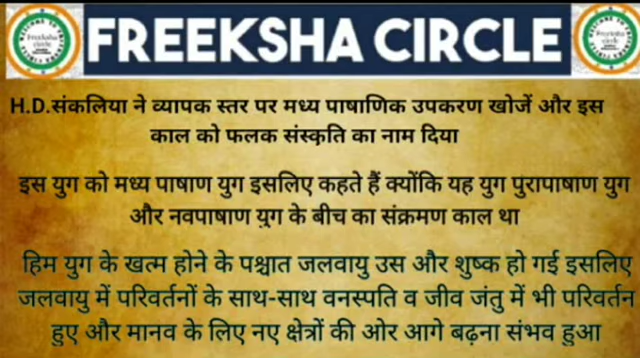 FREEKSHA CIRCLE
H.D.संकलिया ने व्यापक स्तर पर मध्य पाषाणिक उपकरण खोजें और इस
काल को फलक संस्कृति का नाम दिया
इस युग को मध्य पाषाण युग इसलिए कहते हैं क्योंकि यह युग पुरापाषाण युग
और नवपाषाण युग के बीच का संक्रमण काल था
हिम युग के खत्म होने के पश्चात जलवायु उस और शुष्क हो गई इसलिए
जलवायु में परिवर्तनों के साथ-साथ वनस्पति व जीव जंतु में भी परिवर्तन
हुए और मानव के लिए नए क्षेत्रों की ओर आगे बढ़ना संभव हुआ